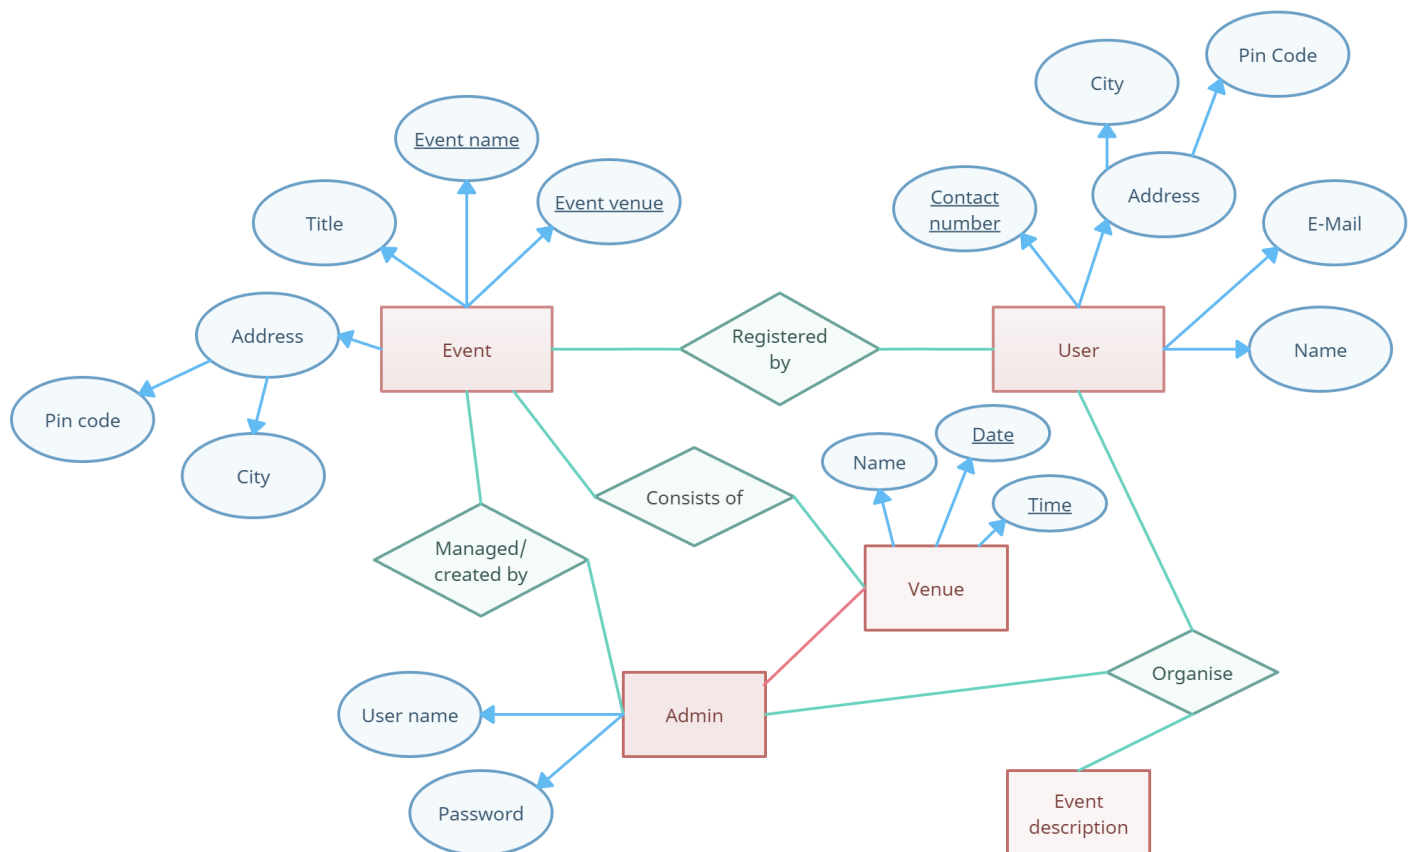 Pin Code
City
Event name
Address
Contact
number
Event venue
Title
E-Mail
Address
Event
Registered
by
User
Name
Pin code
City
Date
Name
Consists of
Time
Managed/
created by
Venue
Organise
User name
Admin
Event
description
Password